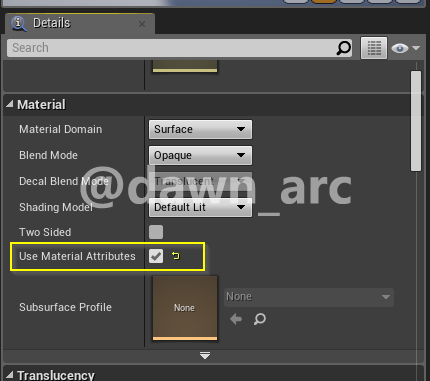 Details
Search
Material
Material Domain Surface
Blend Mode Opaque
Decal Blend Mode Translucent
@dawn_arc
Shading Model Default Lit
Two Sided
Use Material Attributes
Subsurface Profile None None
Translucency